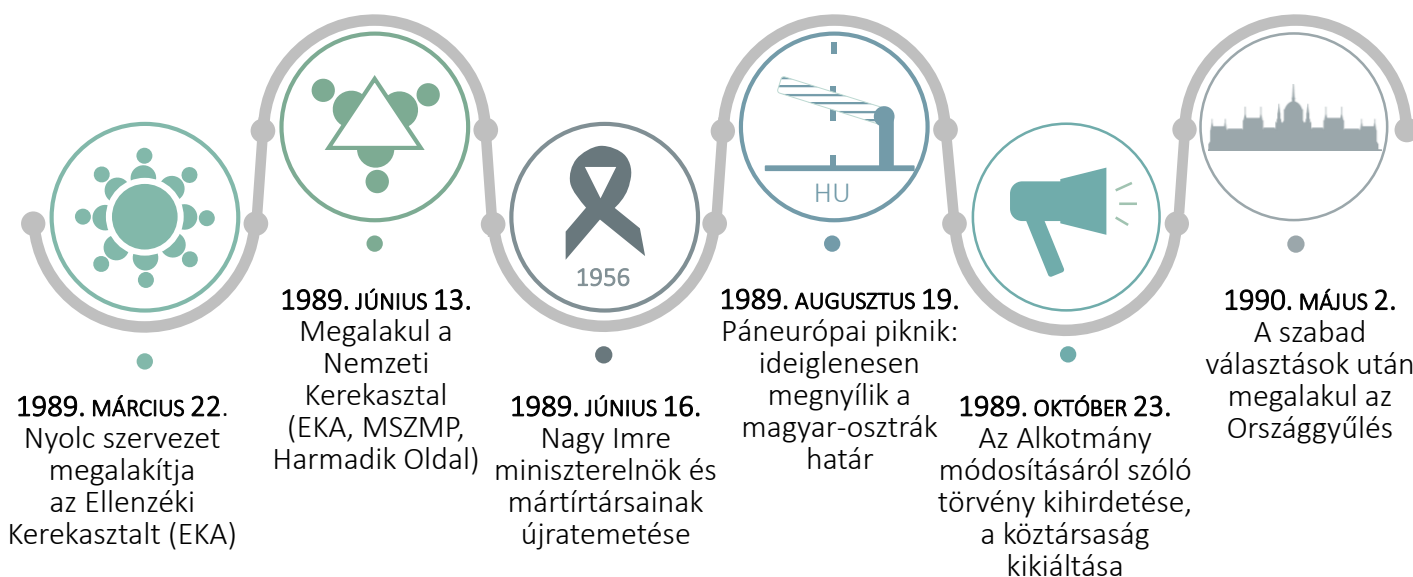 1989. MÁRCIUS 22.
Nyolc szervezet
megalakítja
az Ellenzéki
Kerekasztalt (EKA)
1989. JÚNIUS 13.
Megalakul a
Nemzeti
Kerekasztal
(EKA, MSZMP,
Harmadik Oldal)
1956
1989. JÚNIUS 16.
Nagy Imre
miniszterelnök és
mártírtársainak
újratemetése
HU
1989. AUGUSZTUS 19.
Páneurópai piknik:
ideiglenesen
megnyílik a
magyar-osztrák
határ
1989. OKTÓBER 23.
Az Alkotmány
módosításáról szóló
törvény kihirdetése,
a köztársaság
kikiáltása
1990. MÁJUS 2.
A szabad
választások után
megalakul az
Országgyűlés